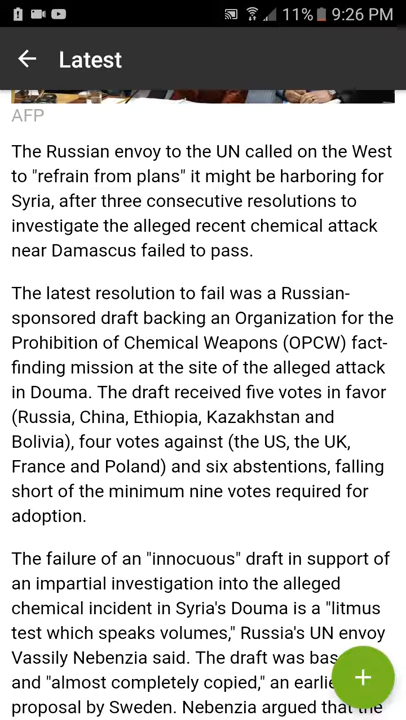 11% 9:26 PM
Latest
AFP
The Russian envoy to the UN called on the West
to "refrain from plans" it might be harboring for
Syria, after three consecutive resolutions to
investigate the alleged recent chemical attack
near Damascus failed to pass.
The latest resolution to fail was a Russian-
sponsored draft backing an Organization for the
Prohibition of Chemical Weapons (OPCW) fact-
finding mission at the site of the alleged attack
in Douma. The draft received five votes in favor
(Russia, China, Ethiopia, Kazakhstan and
Bolivia), four votes against (the US, the UK,
France and Poland) and six abstentions, falling
short of the minimum nine votes required for
adoption.
The failure of an "innocuous" draft in support of
an impartial investigation into the alleged
chemical incident in Syria's Douma is a "litmus
test which speaks volumes," Russia's UN envoy
Vassily Nebenzia said. The draft was
and "almost completely copied," an
proposal by Sweden. Nebenzia argued that the